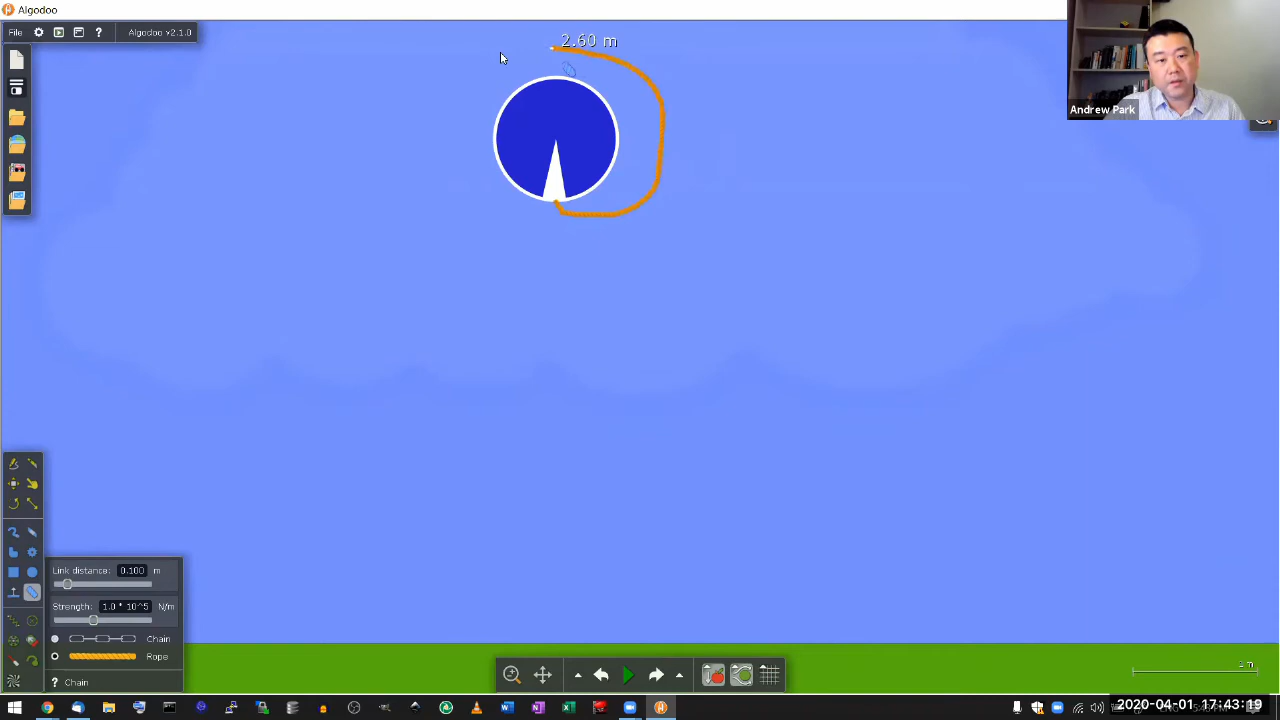 Algodoo
File ? Algodoo v2.1.0
2.60 m
Andrew Park
Link distance: 0.100 m
Strength: 1.0 * 10^5 N/m
Chain
Rope
? Chain
1 m
2020-04-01 17:43:19